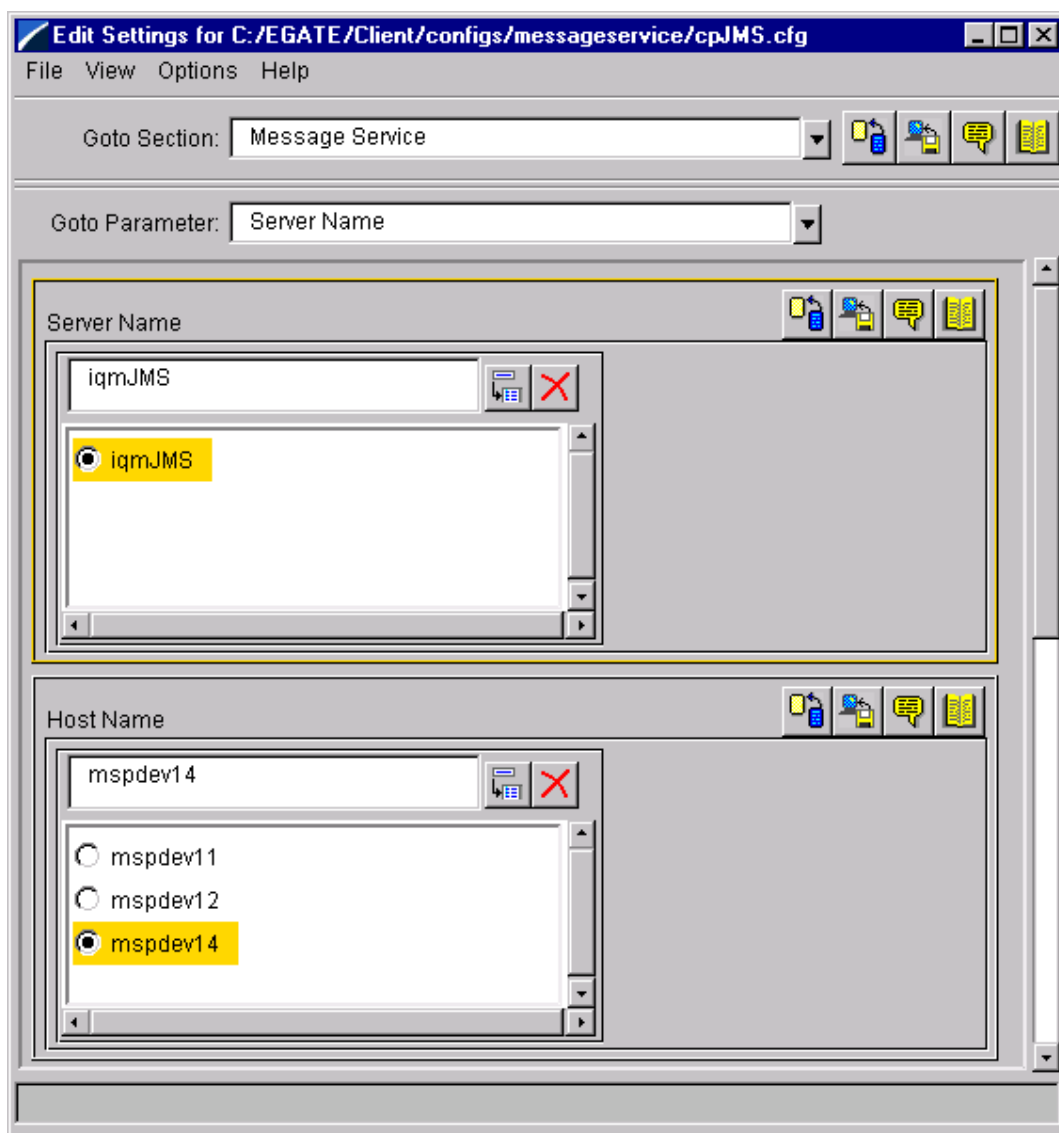 Edit Settings for C:/EGATE/Client/configs/messageservice/cpJMS.cfg
File View Options Help
Goto Section: Message Service
Goto Parameter: Server Name
Server Name
iqmJMS
iqmJMS
Host Name
mspdev14
mspdev11
mspdev12
mspdev14